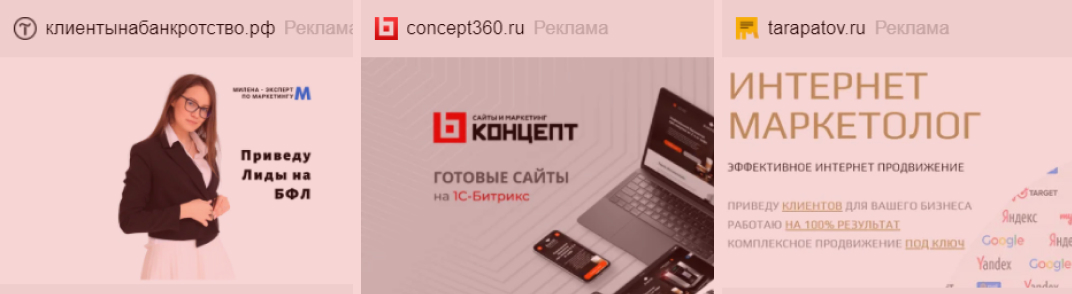 клиентынабанкротство.рф Реклама
МИЛЕНА - ЭКСПЕРТ
ПО МАРКЕТИНГУ
Приведу
Лиды на
БФЛ
concept360.ru Реклама
САЙТЫ И МАРКЕТИНГ
КОНЦЕПТ
ГОТОВЫЕ САЙТЫ
на 1С-Битрикс
tarapatov.ru Реклама
ИНТЕРНЕТ
МАРКЕТОЛОГ
ЭФФЕКТИВНОЕ ИНТЕРНЕТ ПРОДВИЖЕНИЕ
ПРИВЕДУ КЛИЕНТОВ ДЛЯ ВАШЕГО БИЗНЕСА
РАБОТАЮ НА 100% РЕЗУЛЬТАТ
КОМПЛЕКСНОЕ ПРОДВИЖЕНИЕ ПОД КЛЮЧ
TARGET
Яндекс
Google Янде
Yandex Google
Yandex